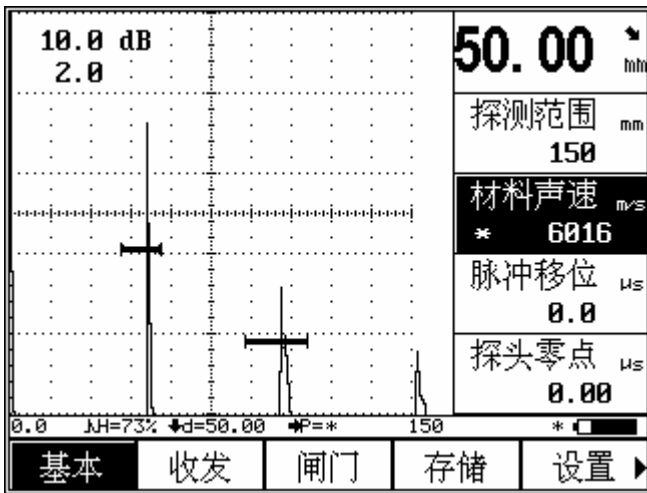 10.0 dB
2.0
50.00 mm
探测范围 mm
150
材料声速 m/s
* 6016
脉冲移位 μs
0.0
探头零点 μs
0.00
0.0 H=73% d=50.00 P=* 150 *
基本 收发 闸门 存储 设置